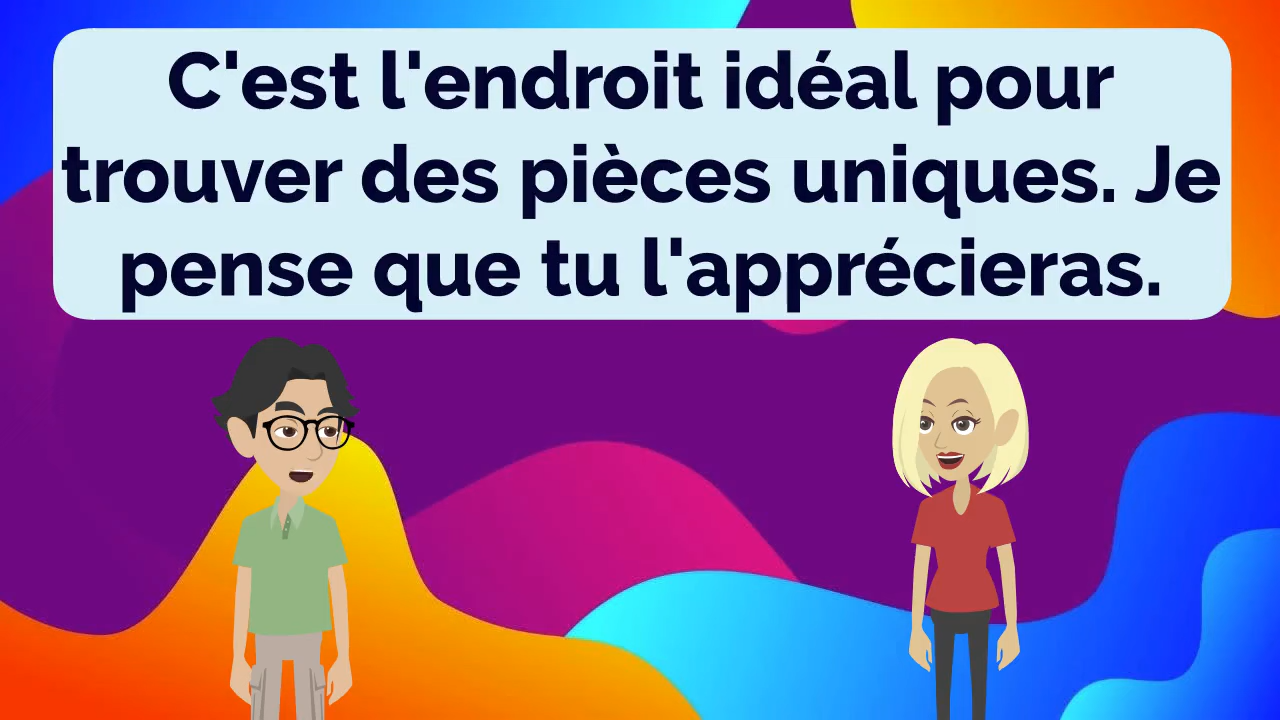 C'est l'endroit idéal pour
trouver des pièces uniques. Je
pense que tu l'apprécieras.